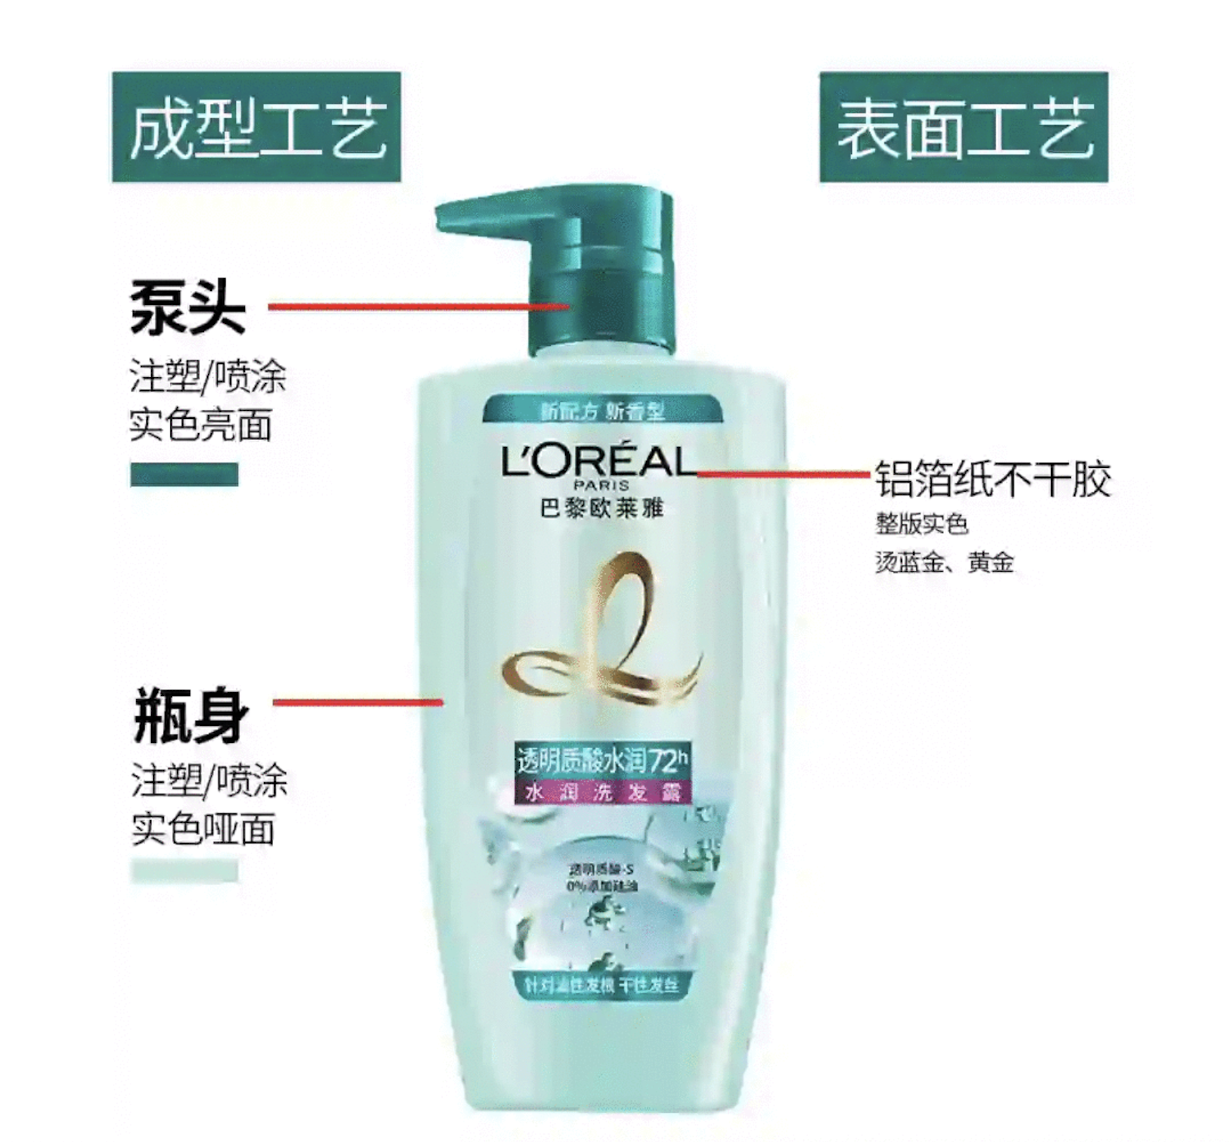 成型工艺
表面工艺
泵头
注塑/喷涂
实色亮面
新配方 新香型
L'ORÉAL
PARIS
巴黎欧莱雅
铝箔纸不干胶
整版实色
烫蓝金、黄金
瓶身
注塑/喷涂
实色哑面
透明质酸水润72h
水润洗发露
透明质酸-S
0%添加硅油
针对油性发根 干性发丝